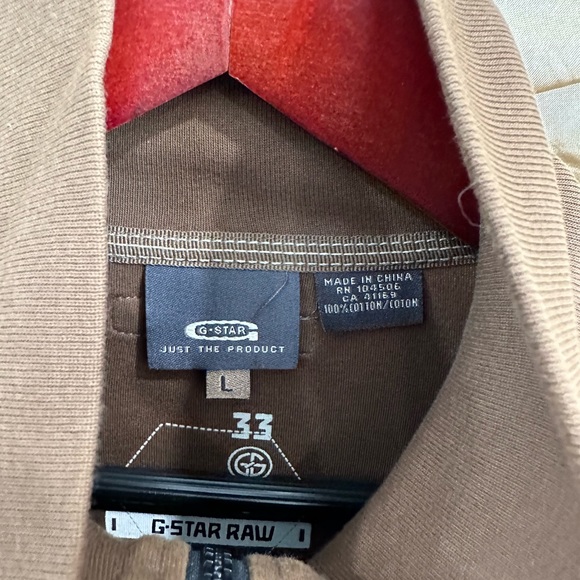 G-STAR
JUST THE PRODUCT
MADE IN CHINA
RN 104506
CA 41169
100%COTTON/COTON
L
33
G-STAR RAW